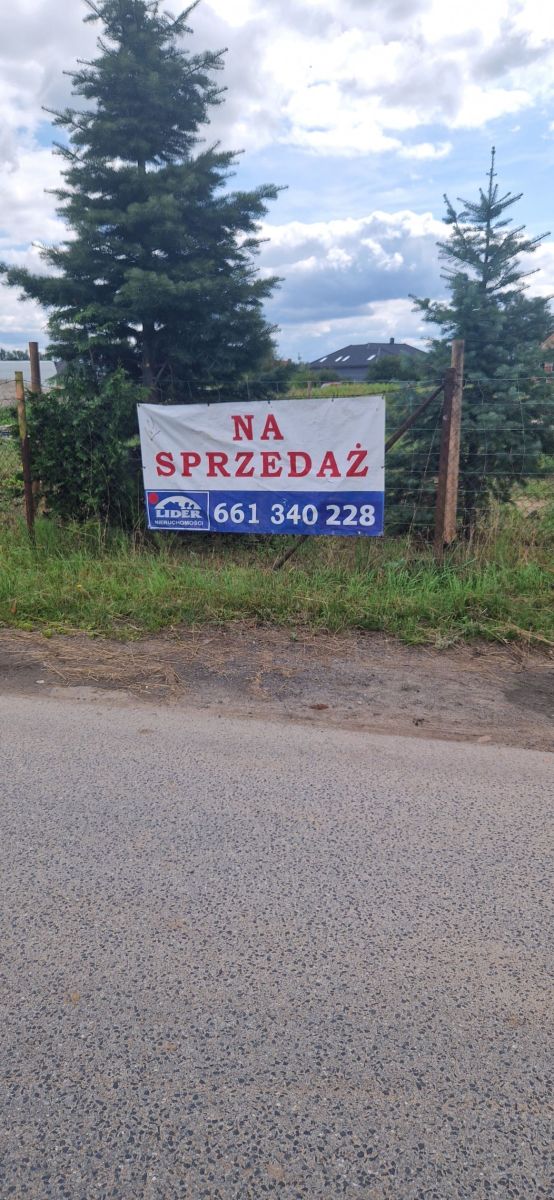 NA
SPRZEDAŻ
LIDER
NIERUCHOMOŚCI
661 340 228